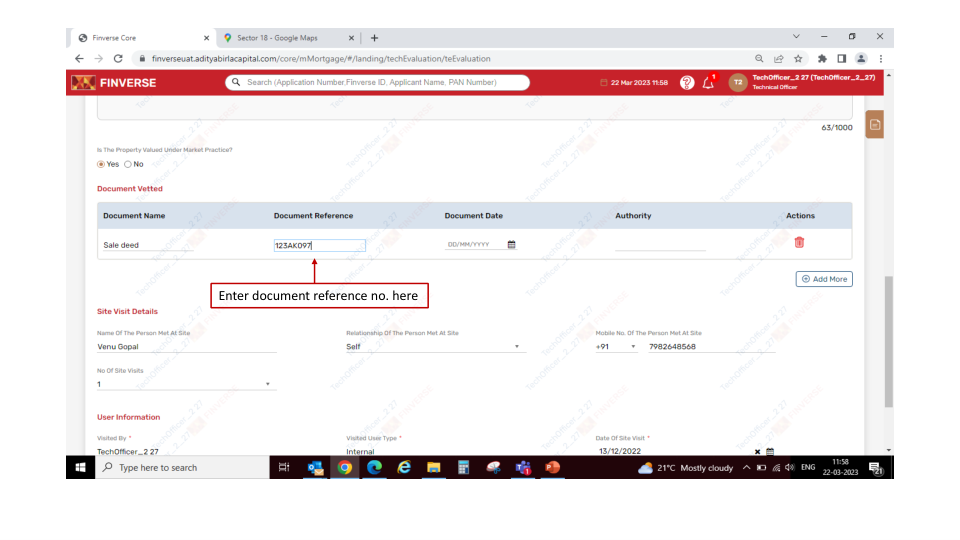 Finverse Core
Sector 18 - Google Maps
finverseuat.adityabirlacapital.com/core/mMortgage/#/landing/techEvaluation/teEvaluation
FINVERSE
Search (Application Number,Finverse ID, Applicant Name, PAN Number)
22 Mar 2023 11:58
1
T2
TechOfficer_2 27 (TechOfficer_2_27)
Technical Officer
63/1000
Is The Property Valued Under Market Practice?
Yes No
Document Vetted
Document Name Document Reference Document Date Authority Actions
Sale deed 123AK097 DD/MM/YYYY
Add More
Enter document reference no. here
Site Visit Details
Name Of The Person Met At Site Relationship Of The Person Met At Site Mobile No. Of The Person Met At Site
Venu Gopal Self +91 7982648568
No Of Site Visits
1
User Information
Visited By * Visited User Type * Date Of Site Visit *
TechOfficer_2 27 Internal 13/12/2022
Type here to search
21°C Mostly cloudy
ENG
11:58
22-03-2023
21